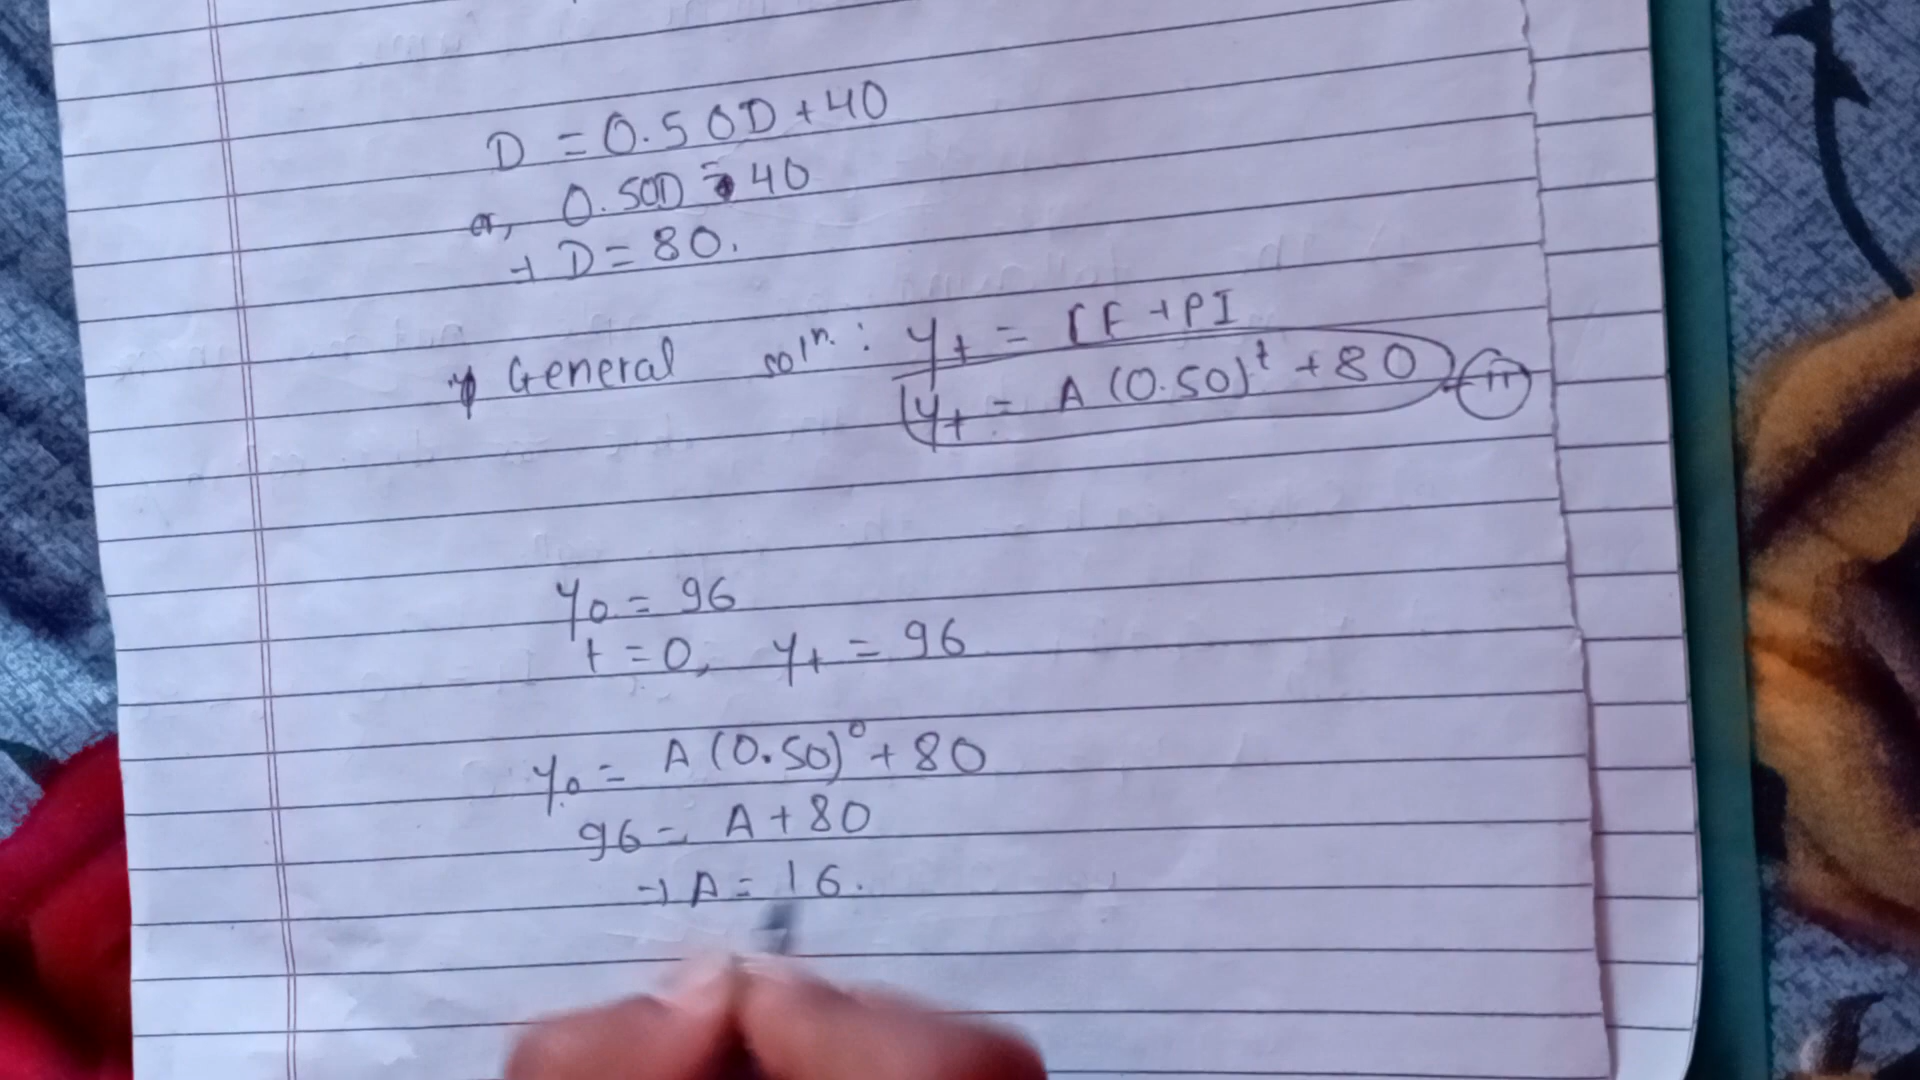 D = 0.50D + 40
or, 0.50D = 40
→ D = 80.
General solⁿ. : yₜ = CF + PI
yₜ = A (0.50)ᵗ + 80 — (ii)
y₀ = 96
t = 0, yₜ = 96
y₀ = A (0.50)⁰ + 80
96 = A + 80
→ A = 16.